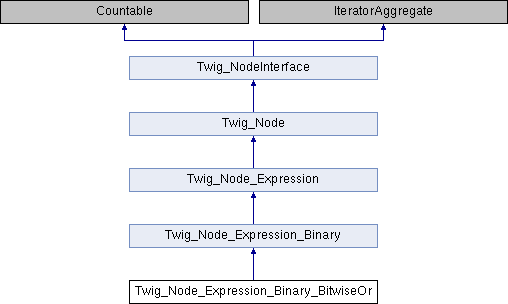 Countable
IteratorAggregate
Twig_NodeInterface
Twig_Node
Twig_Node_Expression
Twig_Node_Expression_Binary
Twig_Node_Expression_Binary_BitwiseOr